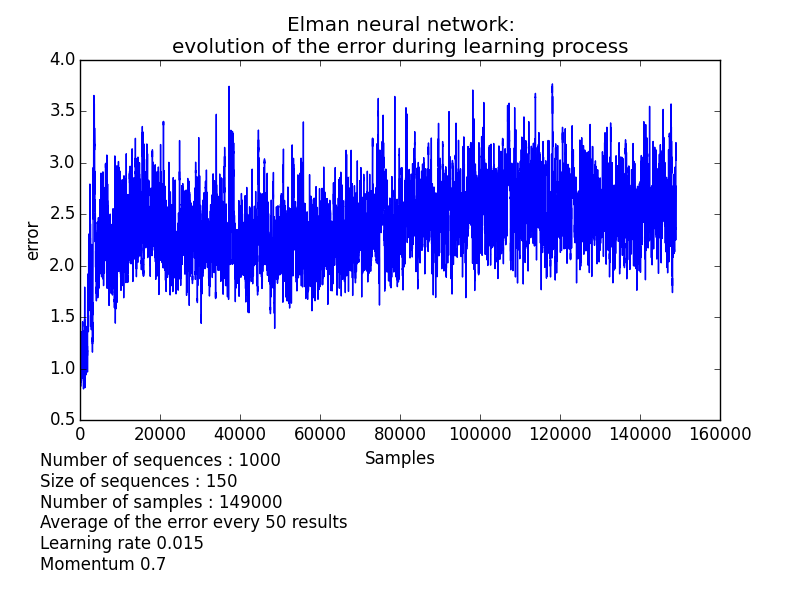 Elman neural network:
evolution of the error during learning process
4.0
3.5
3.0
2.5
2.0
1.5
1.0
0.5
error
0 20000 40000 60000 80000 100000 120000 140000 160000
Samples
Number of sequences : 1000
Size of sequences : 150
Number of samples : 149000
Average of the error every 50 results
Learning rate 0.015
Momentum 0.7